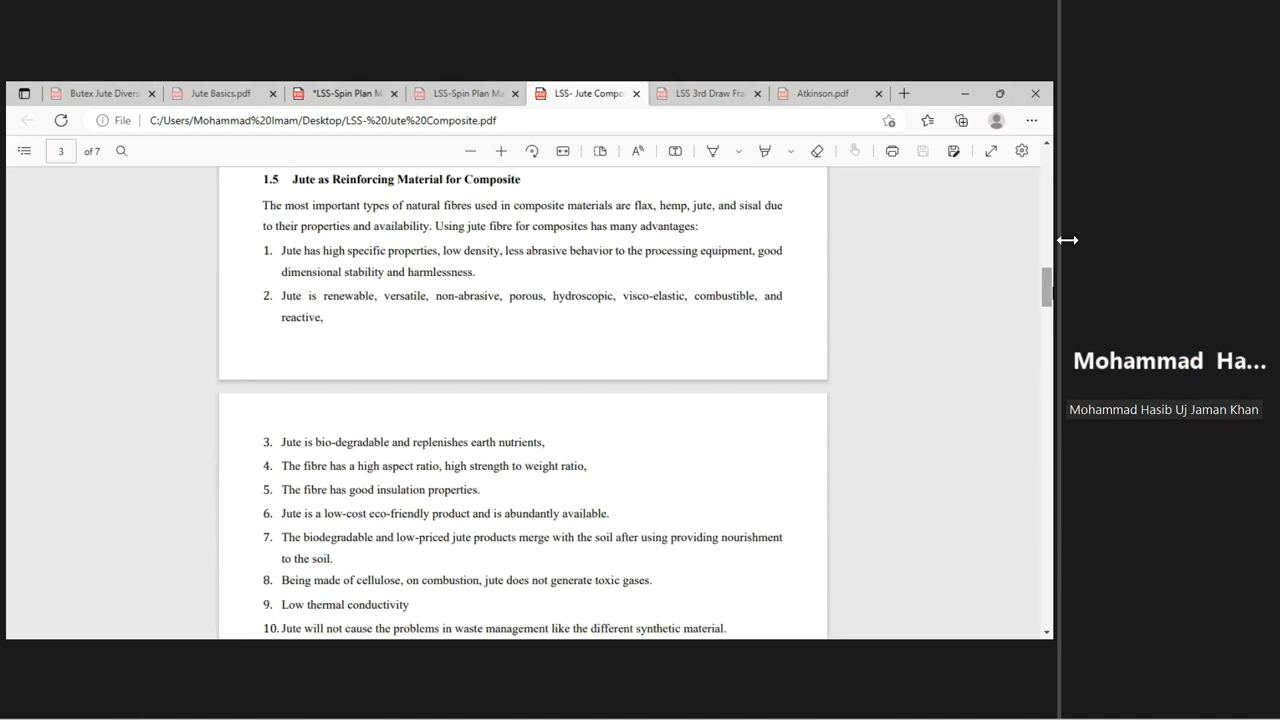 Butex Jute Divers
Jute Basics.pdf
*LSS-Spin Plan M
LSS-Spin Plan Ma
LSS- Jute Compo
LSS 3rd Draw Fra
Atkinson.pdf
File C:/Users/Mohammad%20Imam/Desktop/LSS-%20Jute%20Composite.pdf
3 of 7
1.5 Jute as Reinforcing Material for Composite
The most important types of natural fibres used in composite materials are flax, hemp, jute, and sisal due
to their properties and availability. Using jute fibre for composites has many advantages:
1. Jute has high specific properties, low density, less abrasive behavior to the processing equipment, good
dimensional stability and harmlessness.
2. Jute is renewable, versatile, non-abrasive, porous, hydroscopic, visco-elastic, combustible, and
reactive,
3. Jute is bio-degradable and replenishes earth nutrients,
4. The fibre has a high aspect ratio, high strength to weight ratio,
5. The fibre has good insulation properties.
6. Jute is a low-cost eco-friendly product and is abundantly available.
7. The biodegradable and low-priced jute products merge with the soil after using providing nourishment
to the soil.
8. Being made of cellulose, on combustion, jute does not generate toxic gases.
9. Low thermal conductivity
10. Jute will not cause the problems in waste management like the different synthetic material.
Mohammad Ha...
Mohammad Hasib Uj Jaman Khan